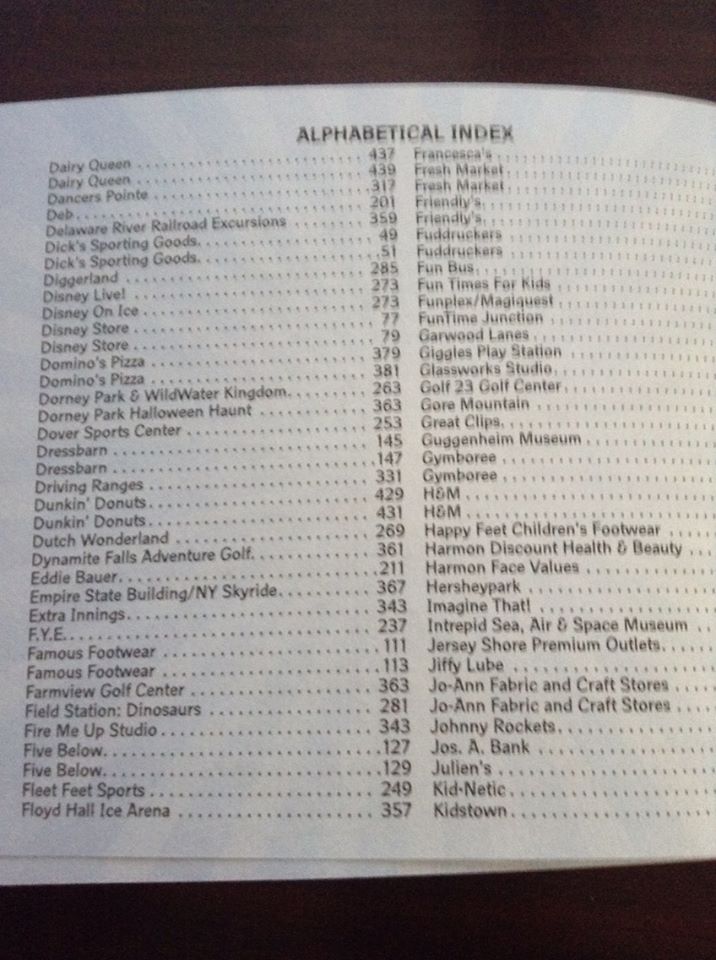 ALPHABETICAL INDEX
Dairy Queen . . . . . 437
Dairy Queen . . . . . 439
Dancers Pointe . . . . . 317
Deb . . . . . 201
Delaware River Railroad Excursions . . . . . 359
Dick's Sporting Goods. . . . . 49
Dick's Sporting Goods. . . . . 51
Diggerland . . . . . 285
Disney Live! . . . . . 273
Disney On Ice . . . . . 273
Disney Store . . . . . 77
Disney Store . . . . . 79
Domino's Pizza . . . . . 379
Domino's Pizza . . . . . 381
Dorney Park & WildWater Kingdom. . . . . 263
Dorney Park Halloween Haunt . . . . . 363
Dover Sports Center . . . . . 253
Dressbarn . . . . . 145
Dressbarn . . . . . 147
Driving Ranges . . . . . 331
Dunkin' Donuts. . . . . 429
Dunkin' Donuts. . . . . 431
Dutch Wonderland . . . . . 269
Dynamite Falls Adventure Golf. . . . . 361
Eddie Bauer. . . . . 211
Empire State Building/NY Skyride. . . . . 367
Extra Innings. . . . . 343
F.Y.E. . . . . 237
Famous Footwear . . . . . 111
Famous Footwear . . . . . 113
Farmview Golf Center . . . . . 363
Field Station: Dinosaurs . . . . . 281
Fire Me Up Studio . . . . . 343
Five Below. . . . . 127
Five Below. . . . . 129
Fleet Feet Sports . . . . . 249
Floyd Hall Ice Arena . . . . . 357
Francesca's . . . . .
Fresh Market . . . . .
Fresh Market . . . . .
Friendly's. . . . .
Friendly's. . . . .
Fuddruckers . . . . .
Fuddruckers . . . . .
Fun Bus. . . . .
Fun Times For Kids . . . . .
Funplex/Magiquest . . . . .
FunTime Junction . . . . .
Garwood Lanes . . . . .
Giggles Play Station . . . . .
Glassworks Studio. . . . .
Golf 23 Golf Center . . . . .
Gore Mountain . . . . .
Great Clips. . . . .
Guggenheim Museum . . . . .
Gymboree . . . . .
Gymboree . . . . .
H&M . . . . .
H&M . . . . .
Happy Feet Children's Footwear . . . . .
Harmon Discount Health & Beauty . . .
Harmon Face Values . . . . .
Hersheypark . . . . .
Imagine That! . . . . .
Intrepid Sea, Air & Space Museum . .
Jersey Shore Premium Outlets. . . . .
Jiffy Lube . . . . .
Jo-Ann Fabric and Craft Stores . . . .
Jo-Ann Fabric and Craft Stores . . . .
Johnny Rockets. . . . .
Jos. A. Bank . . . . .
Julien's . . . . .
Kid-Netic. . . . .
Kidstown. . . . .